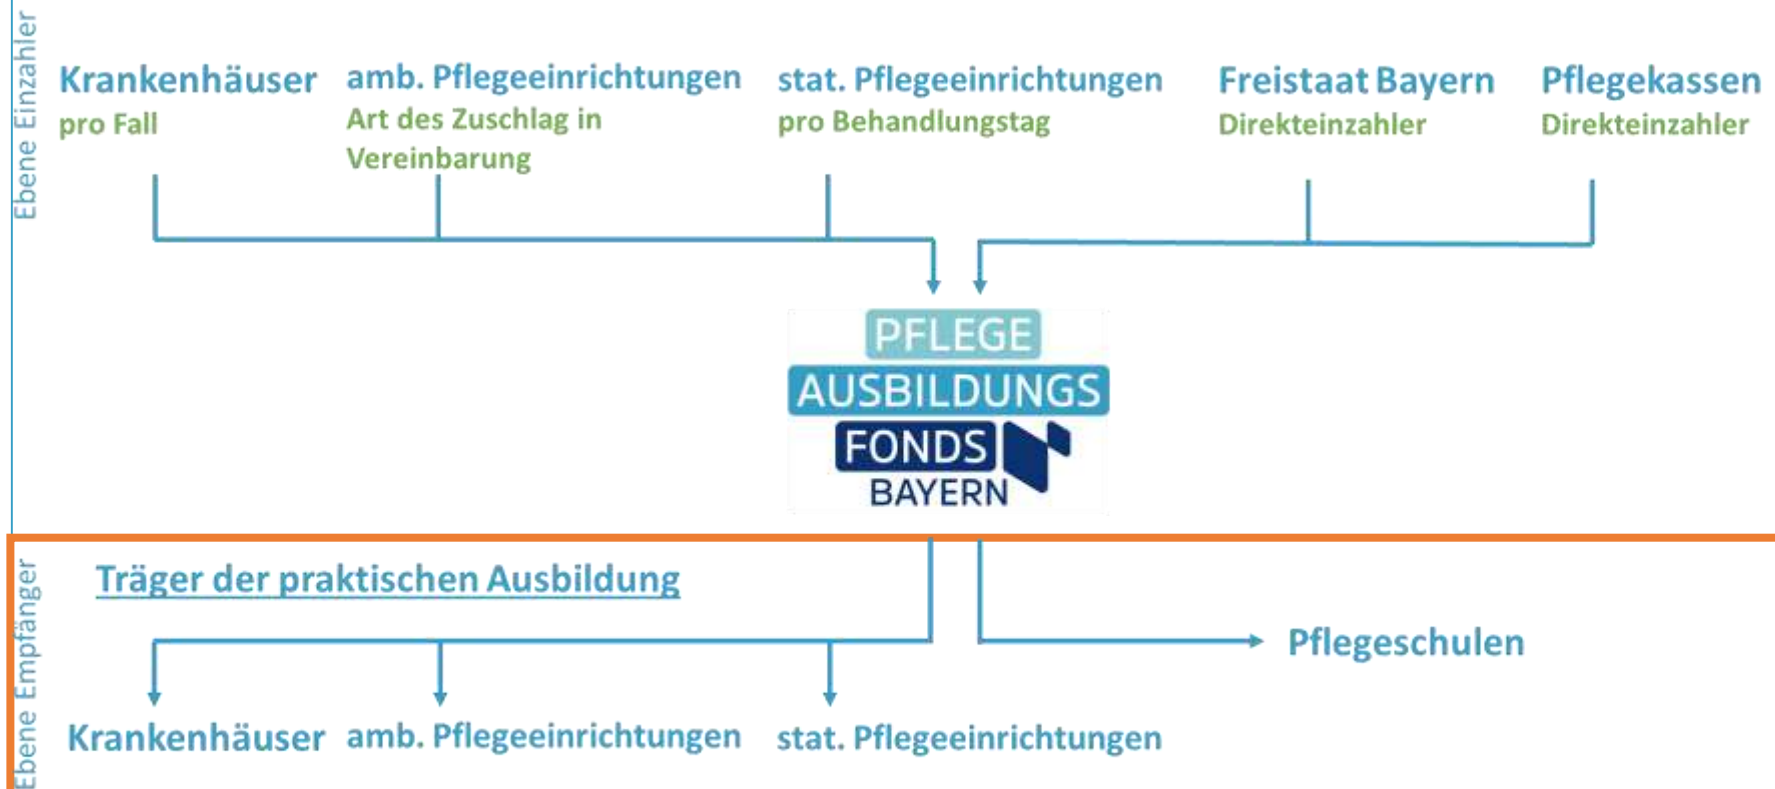 Ebene Einzahler
Krankenhäuser
pro Fall
amb. Pflegeeinrichtungen
Art des Zuschlag in
Vereinbarung
stat. Pflegeeinrichtungen
pro Behandlungstag
Freistaat Bayern
Direkteinzahler
Pflegekassen
Direkteinzahler
PFLEGE
AUSBILDUNGS
FONDS
BAYERN
Ebene Empfänger
Träger der praktischen Ausbildung
Pflegeschulen
Krankenhäuser
amb. Pflegeeinrichtungen
stat. Pflegeeinrichtungen